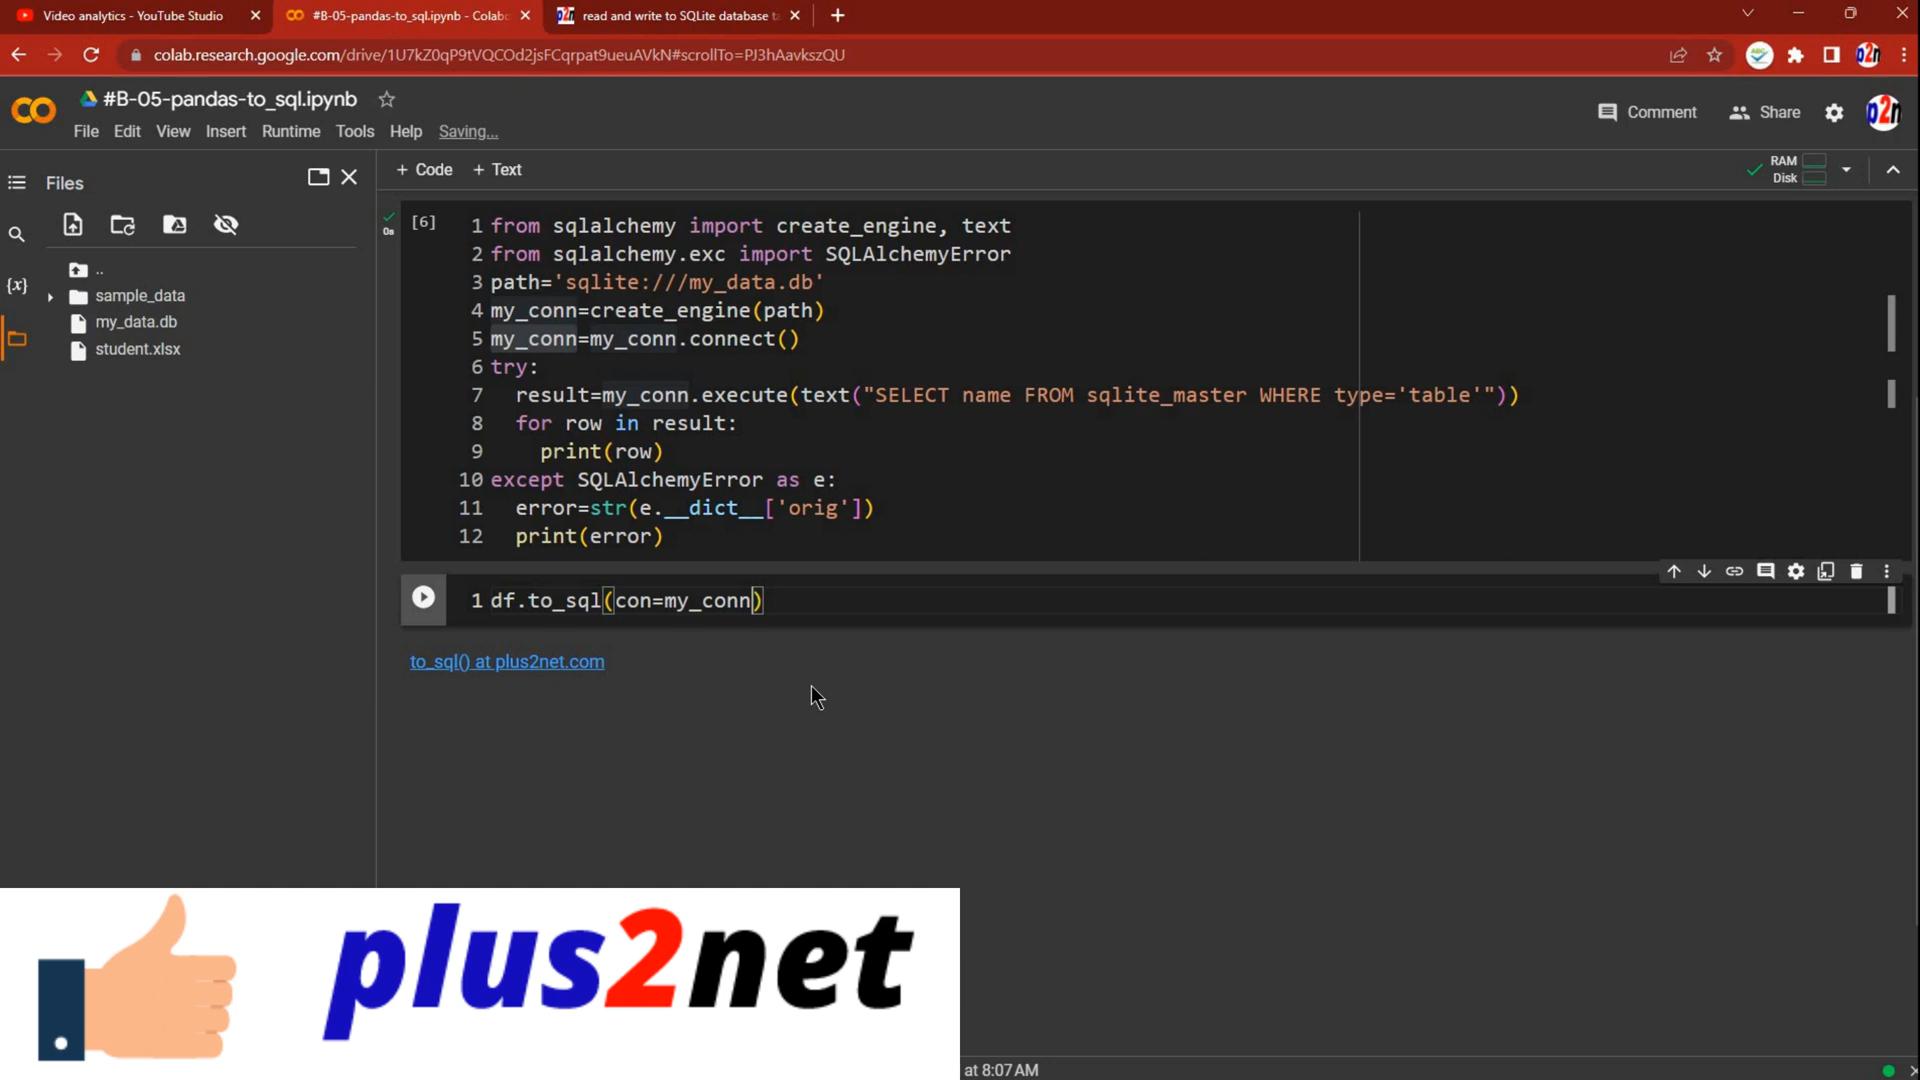 Video analytics - YouTube Studio
#B-05-pandas-to_sql.ipynb - Colab
read and write to SQLite database ta
colab.research.google.com/drive/1U7kZ0qP9tVQCOd2jsFCqrpat9ueuAVkN#scrollTo=PJ3hAavkszQU
#B-05-pandas-to_sql.ipynb
Comment
Share
File Edit View Insert Runtime Tools Help Saving...
Files
+ Code + Text
RAM
Disk
..
sample_data
my_data.db
student.xlsx
{x}
0s
[6]
1 from sqlalchemy import create_engine, text
2 from sqlalchemy.exc import SQLAlchemyError
3 path='sqlite:///my_data.db'
4 my_conn=create_engine(path)
5 my_conn=my_conn.connect()
6 try:
7 result=my_conn.execute(text("SELECT name FROM sqlite_master WHERE type='table'"))
8 for row in result:
9 print(row)
10 except SQLAlchemyError as e:
11 error=str(e.__dict__['orig'])
12 print(error)
1 df.to_sql(con=my_conn)
to_sql() at plus2net.com
plus2net
at 8:07 AM